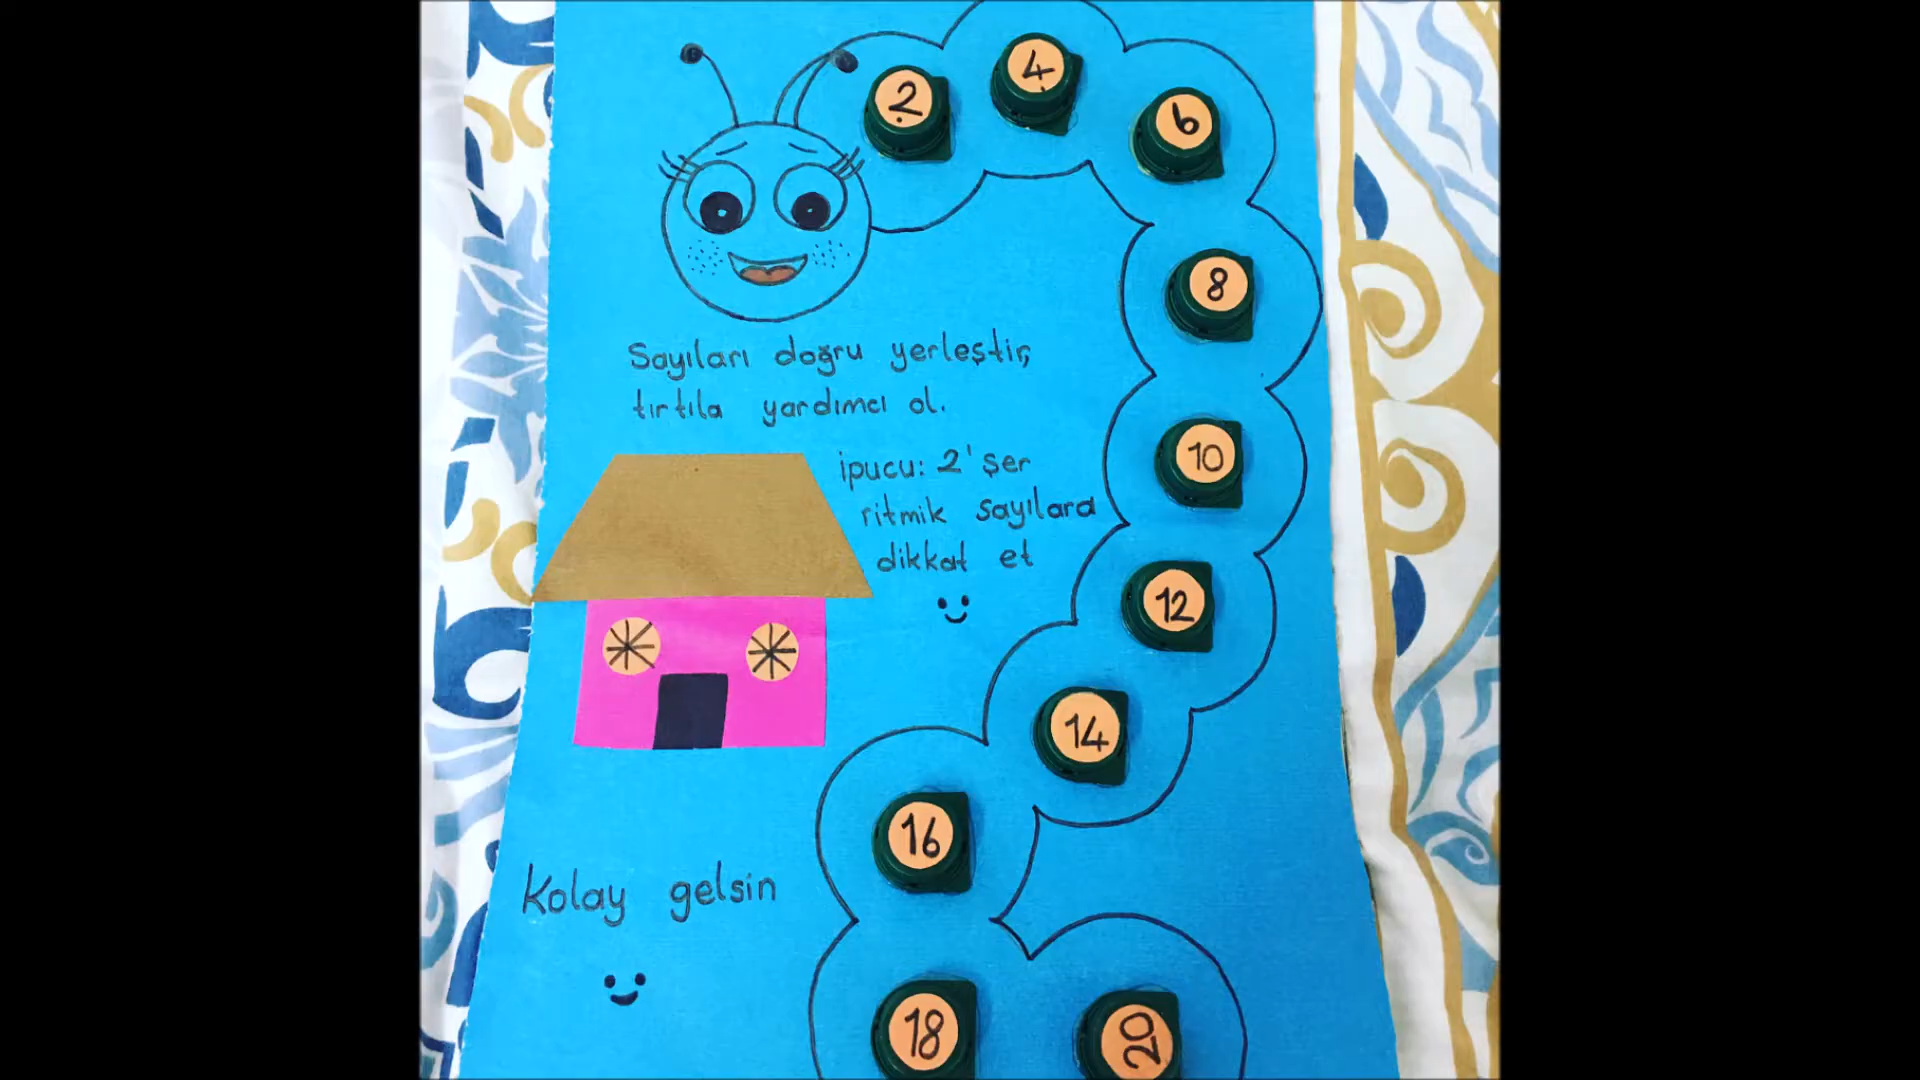 2
4
6
8
10
12
14
16
18
20
Sayıları doğru yerleştir,
tırtıla yardımcı ol.
ipucu: 2'şer
ritmik sayılara
dikkat et
Kolay gelsin